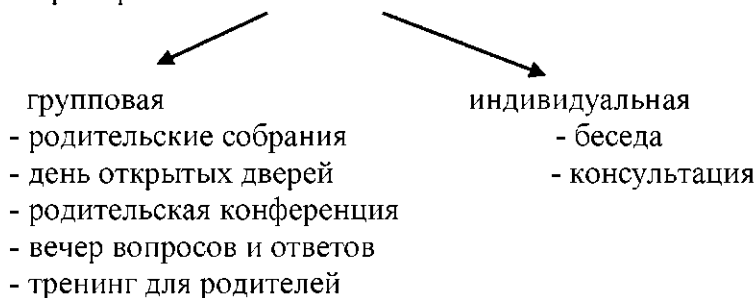 групповая индивидуальная
- родительские собрания - беседа
- день открытых дверей - консультация
- родительская конференция
- вечер вопросов и ответов
- тренинг для родителей